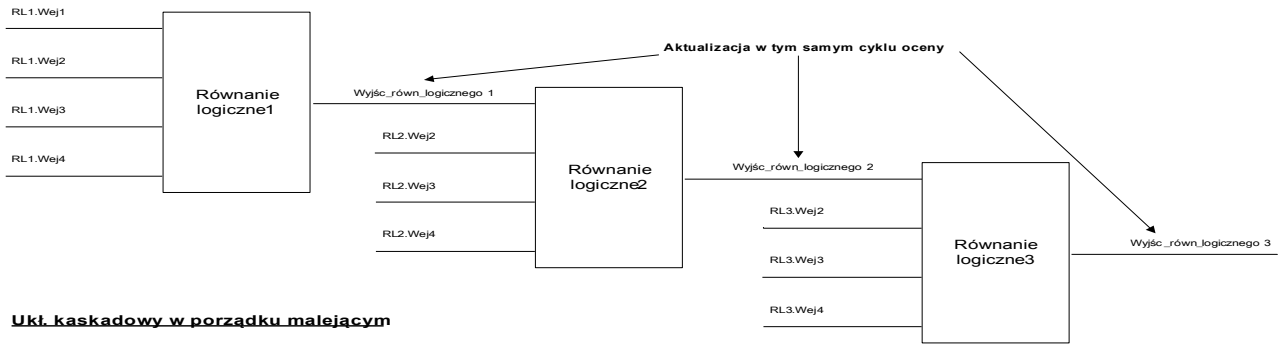 RL1.Wej1
RL1.Wej2
RL1.Wej3
RL1.Wej4
Równanie
logiczne1
Aktualizacja w tym samym cyklu oceny
Wyjśc_równ_logicznego 1
RL2.Wej2
RL2.Wej3
RL2.Wej4
Równanie
logiczne2
Wyjśc_równ_logicznego 2
RL3.Wej2
RL3.Wej3
RL3.Wej4
Równanie
logiczne3
Wyjśc_równ_logicznego 3
Ukł. kaskadowy w porządku malejącym